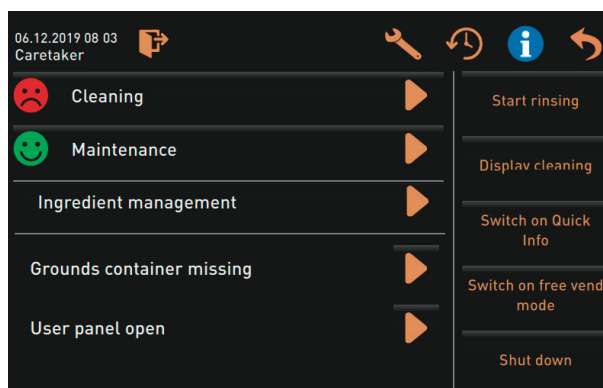 06.12.2019 08 03
Caretaker
Cleaning
Maintenance
Ingredient management
Grounds container missing
User panel open
Start rinsing
Display cleaning
Switch on Quick
Info
Switch on free vend
mode
Shut down